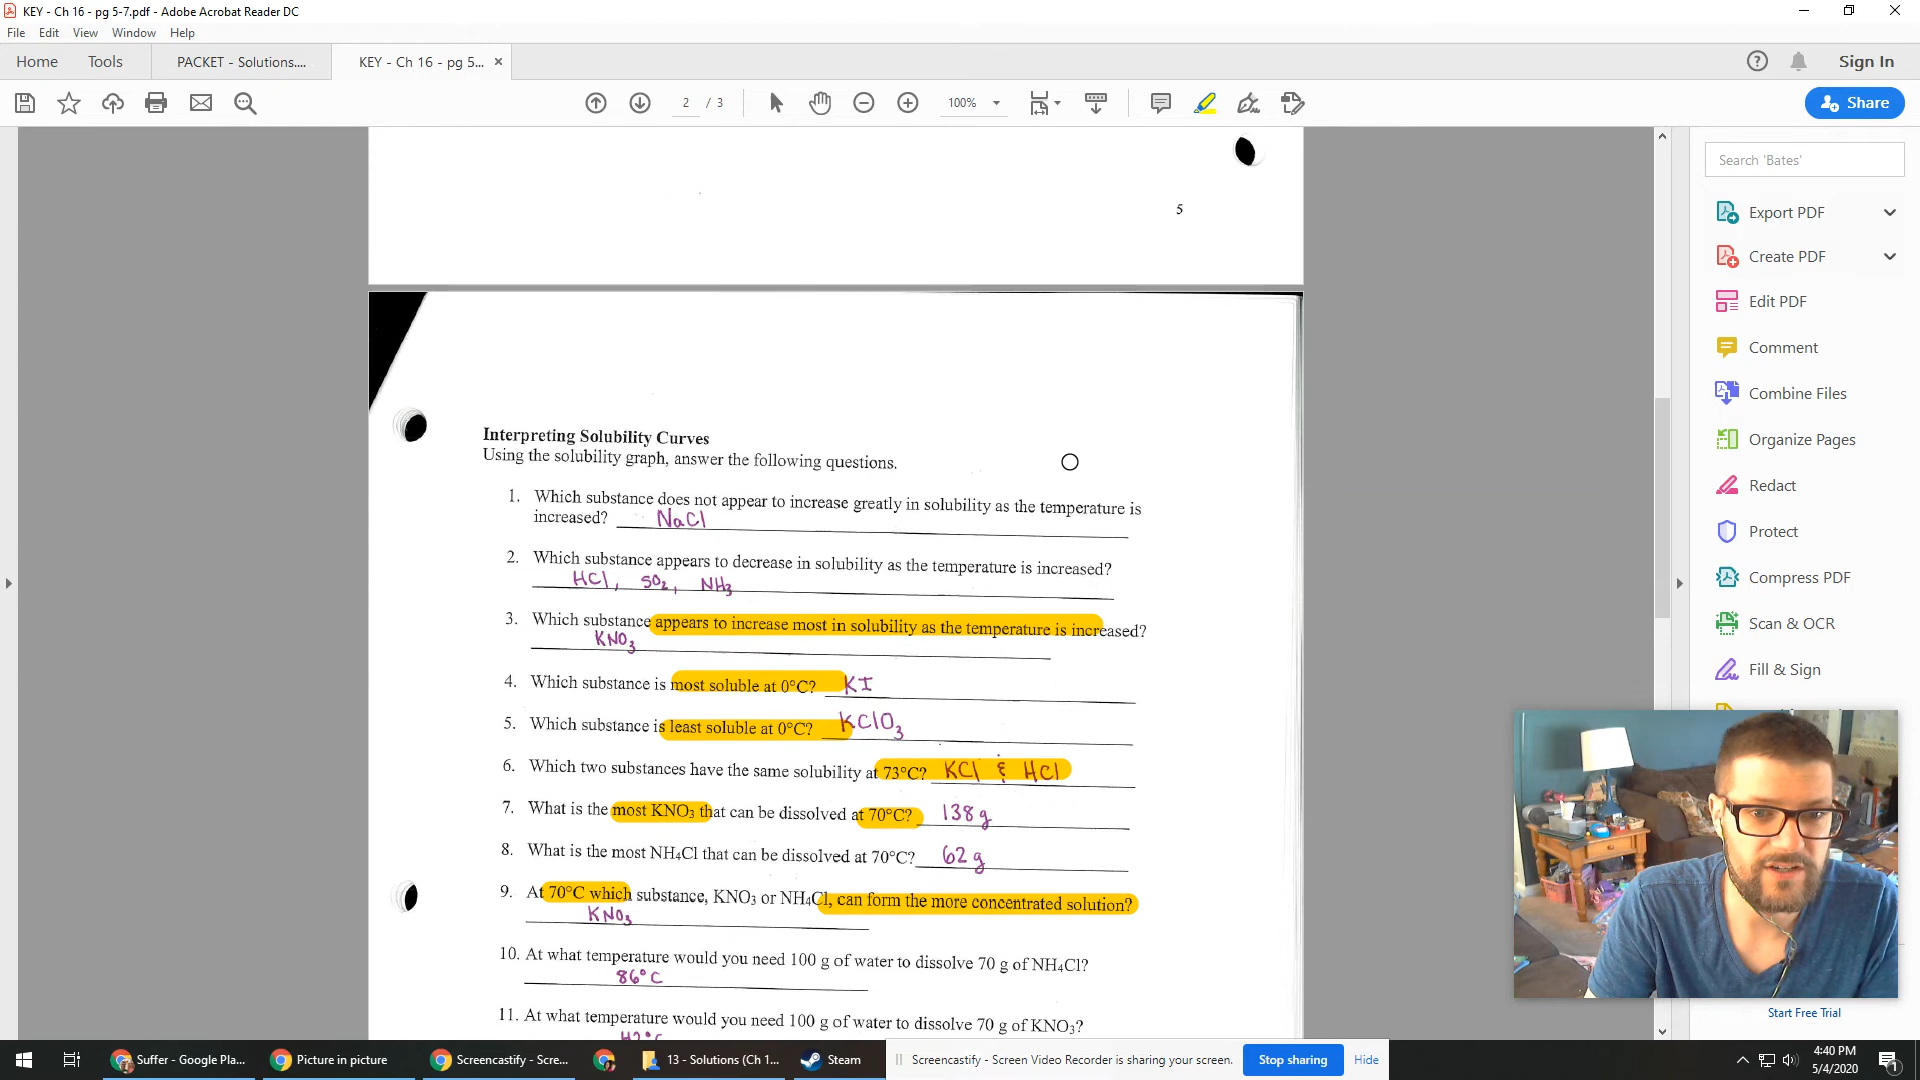 KEY - Ch 16 - pg 5-7.pdf - Adobe Acrobat Reader DC
File Edit View Window Help
Home Tools PACKET - Solutions.... KEY - Ch 16 - pg 5... × Sign In
2 / 3 100% Share
Search 'Bates'
Export PDF
Create PDF
Edit PDF
Comment
Combine Files
Organize Pages
Redact
Protect
Compress PDF
Scan & OCR
Fill & Sign
Start Free Trial
5
Interpreting Solubility Curves
Using the solubility graph, answer the following questions.
1. Which substance does not appear to increase greatly in solubility as the temperature is
increased? NaCl
2. Which substance appears to decrease in solubility as the temperature is increased?
HCl, SO₂, NH₃
3. Which substance appears to increase most in solubility as the temperature is increased?
KNO₃
4. Which substance is most soluble at 0°C? KI
5. Which substance is least soluble at 0°C? KClO₃
6. Which two substances have the same solubility at 73°C? KCl & HCl
7. What is the most KNO₃ that can be dissolved at 70°C? 138g
8. What is the most NH₄Cl that can be dissolved at 70°C? 62g
9. At 70°C which substance, KNO₃ or NH₄Cl, can form the more concentrated solution?
KNO₃
10. At what temperature would you need 100 g of water to dissolve 70 g of NH₄Cl?
86°C
11. At what temperature would you need 100 g of water to dissolve 70 g of KNO₃?
Suffer - Google Pla... Picture in picture Screencastify - Scre... 13 - Solutions (Ch 1... Steam Screencastify - Screen Video Recorder is sharing your screen. Stop sharing Hide 4:40 PM
5/4/2020 1